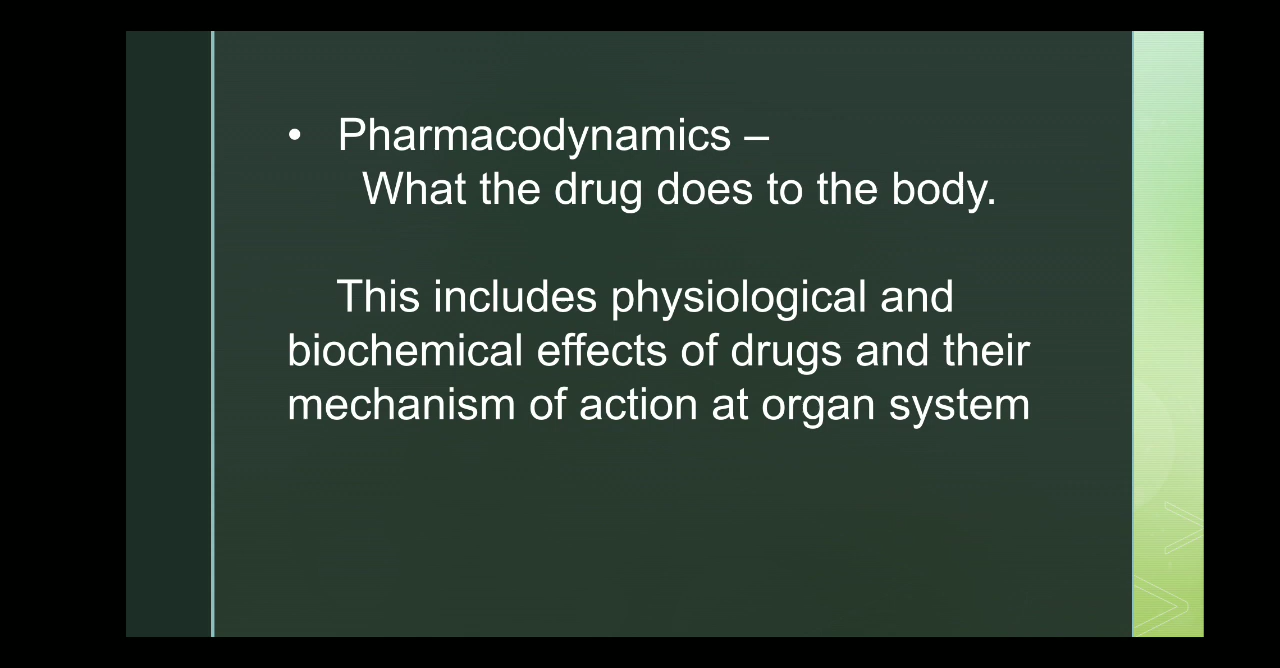 • Pharmacodynamics –
What the drug does to the body.
This includes physiological and
biochemical effects of drugs and their
mechanism of action at organ system